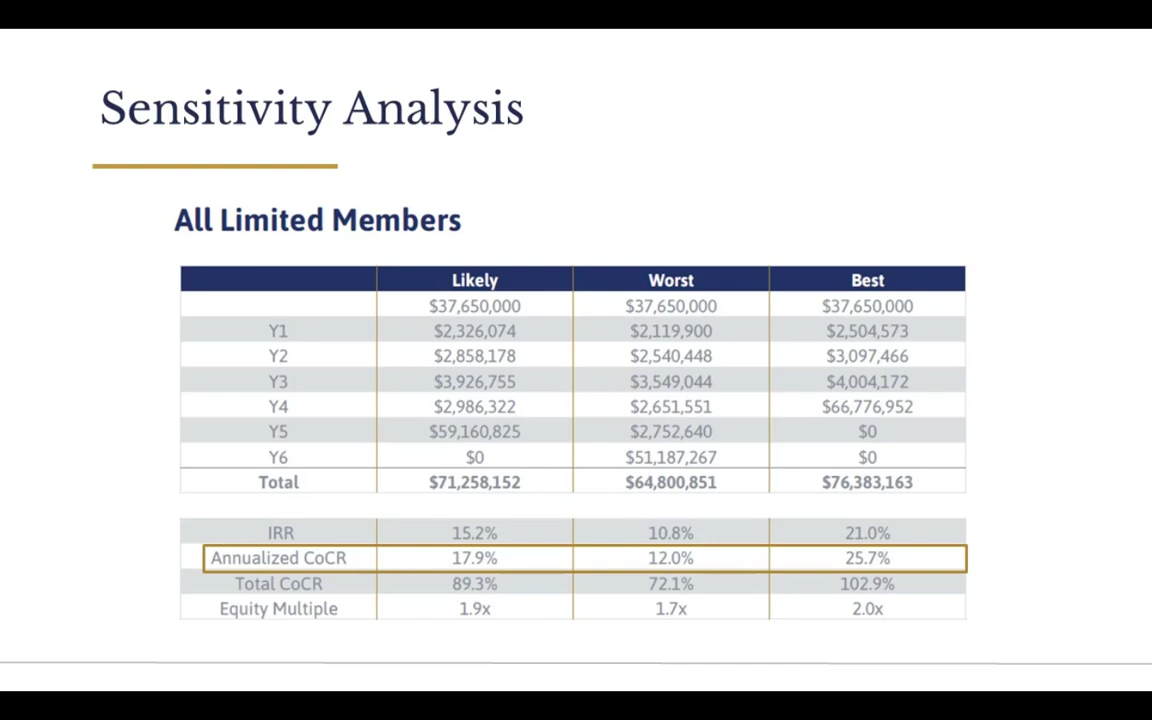 Sensitivity Analysis
All Limited Members
Likely Worst Best
$37,650,000 $37,650,000 $37,650,000
Y1 $2,326,074 $2,119,900 $2,504,573
Y2 $2,858,178 $2,540,448 $3,097,466
Y3 $3,926,755 $3,549,044 $4,004,172
Y4 $2,986,322 $2,651,551 $66,776,952
Y5 $59,160,825 $2,752,640 $0
Y6 $0 $51,187,267 $0
Total $71,258,152 $64,800,851 $76,383,163
IRR 15.2% 10.8% 21.0%
Annualized CoCR 17.9% 12.0% 25.7%
Total CoCR 89.3% 72.1% 102.9%
Equity Multiple 1.9x 1.7x 2.0x